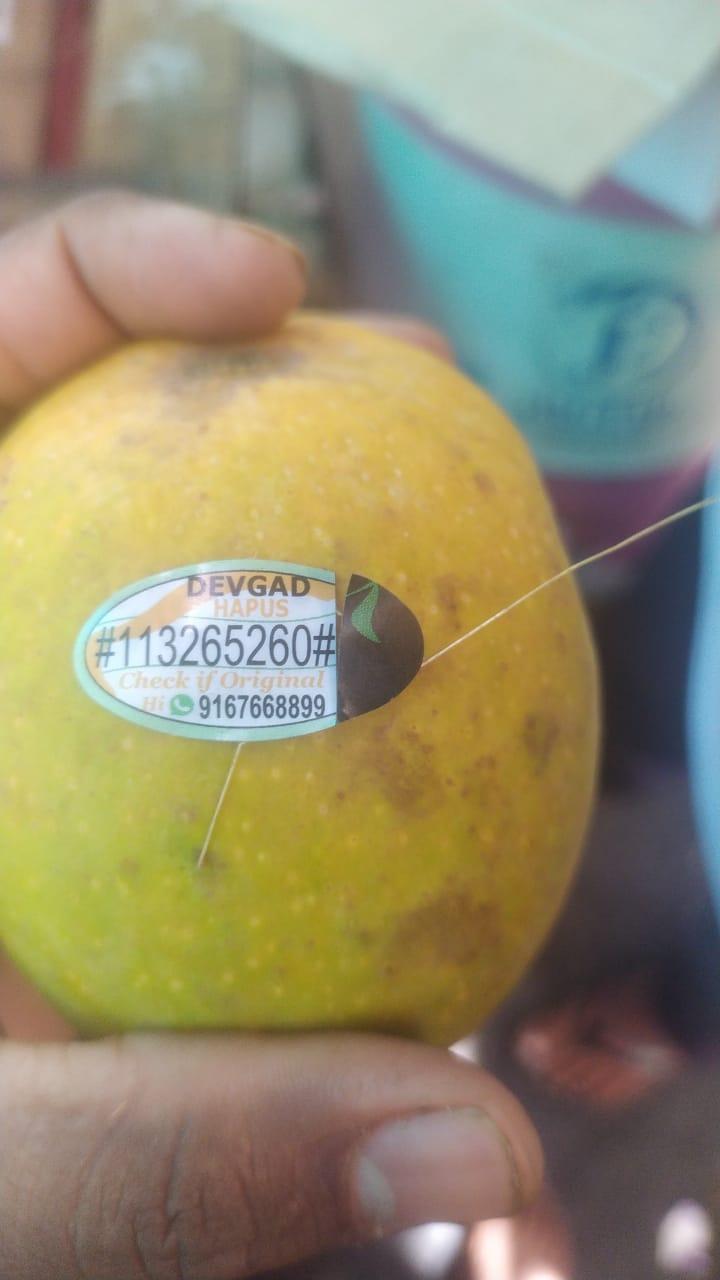 DEVGAD
HAPUS
#113265260#
Check if Original
Hi 9167668899